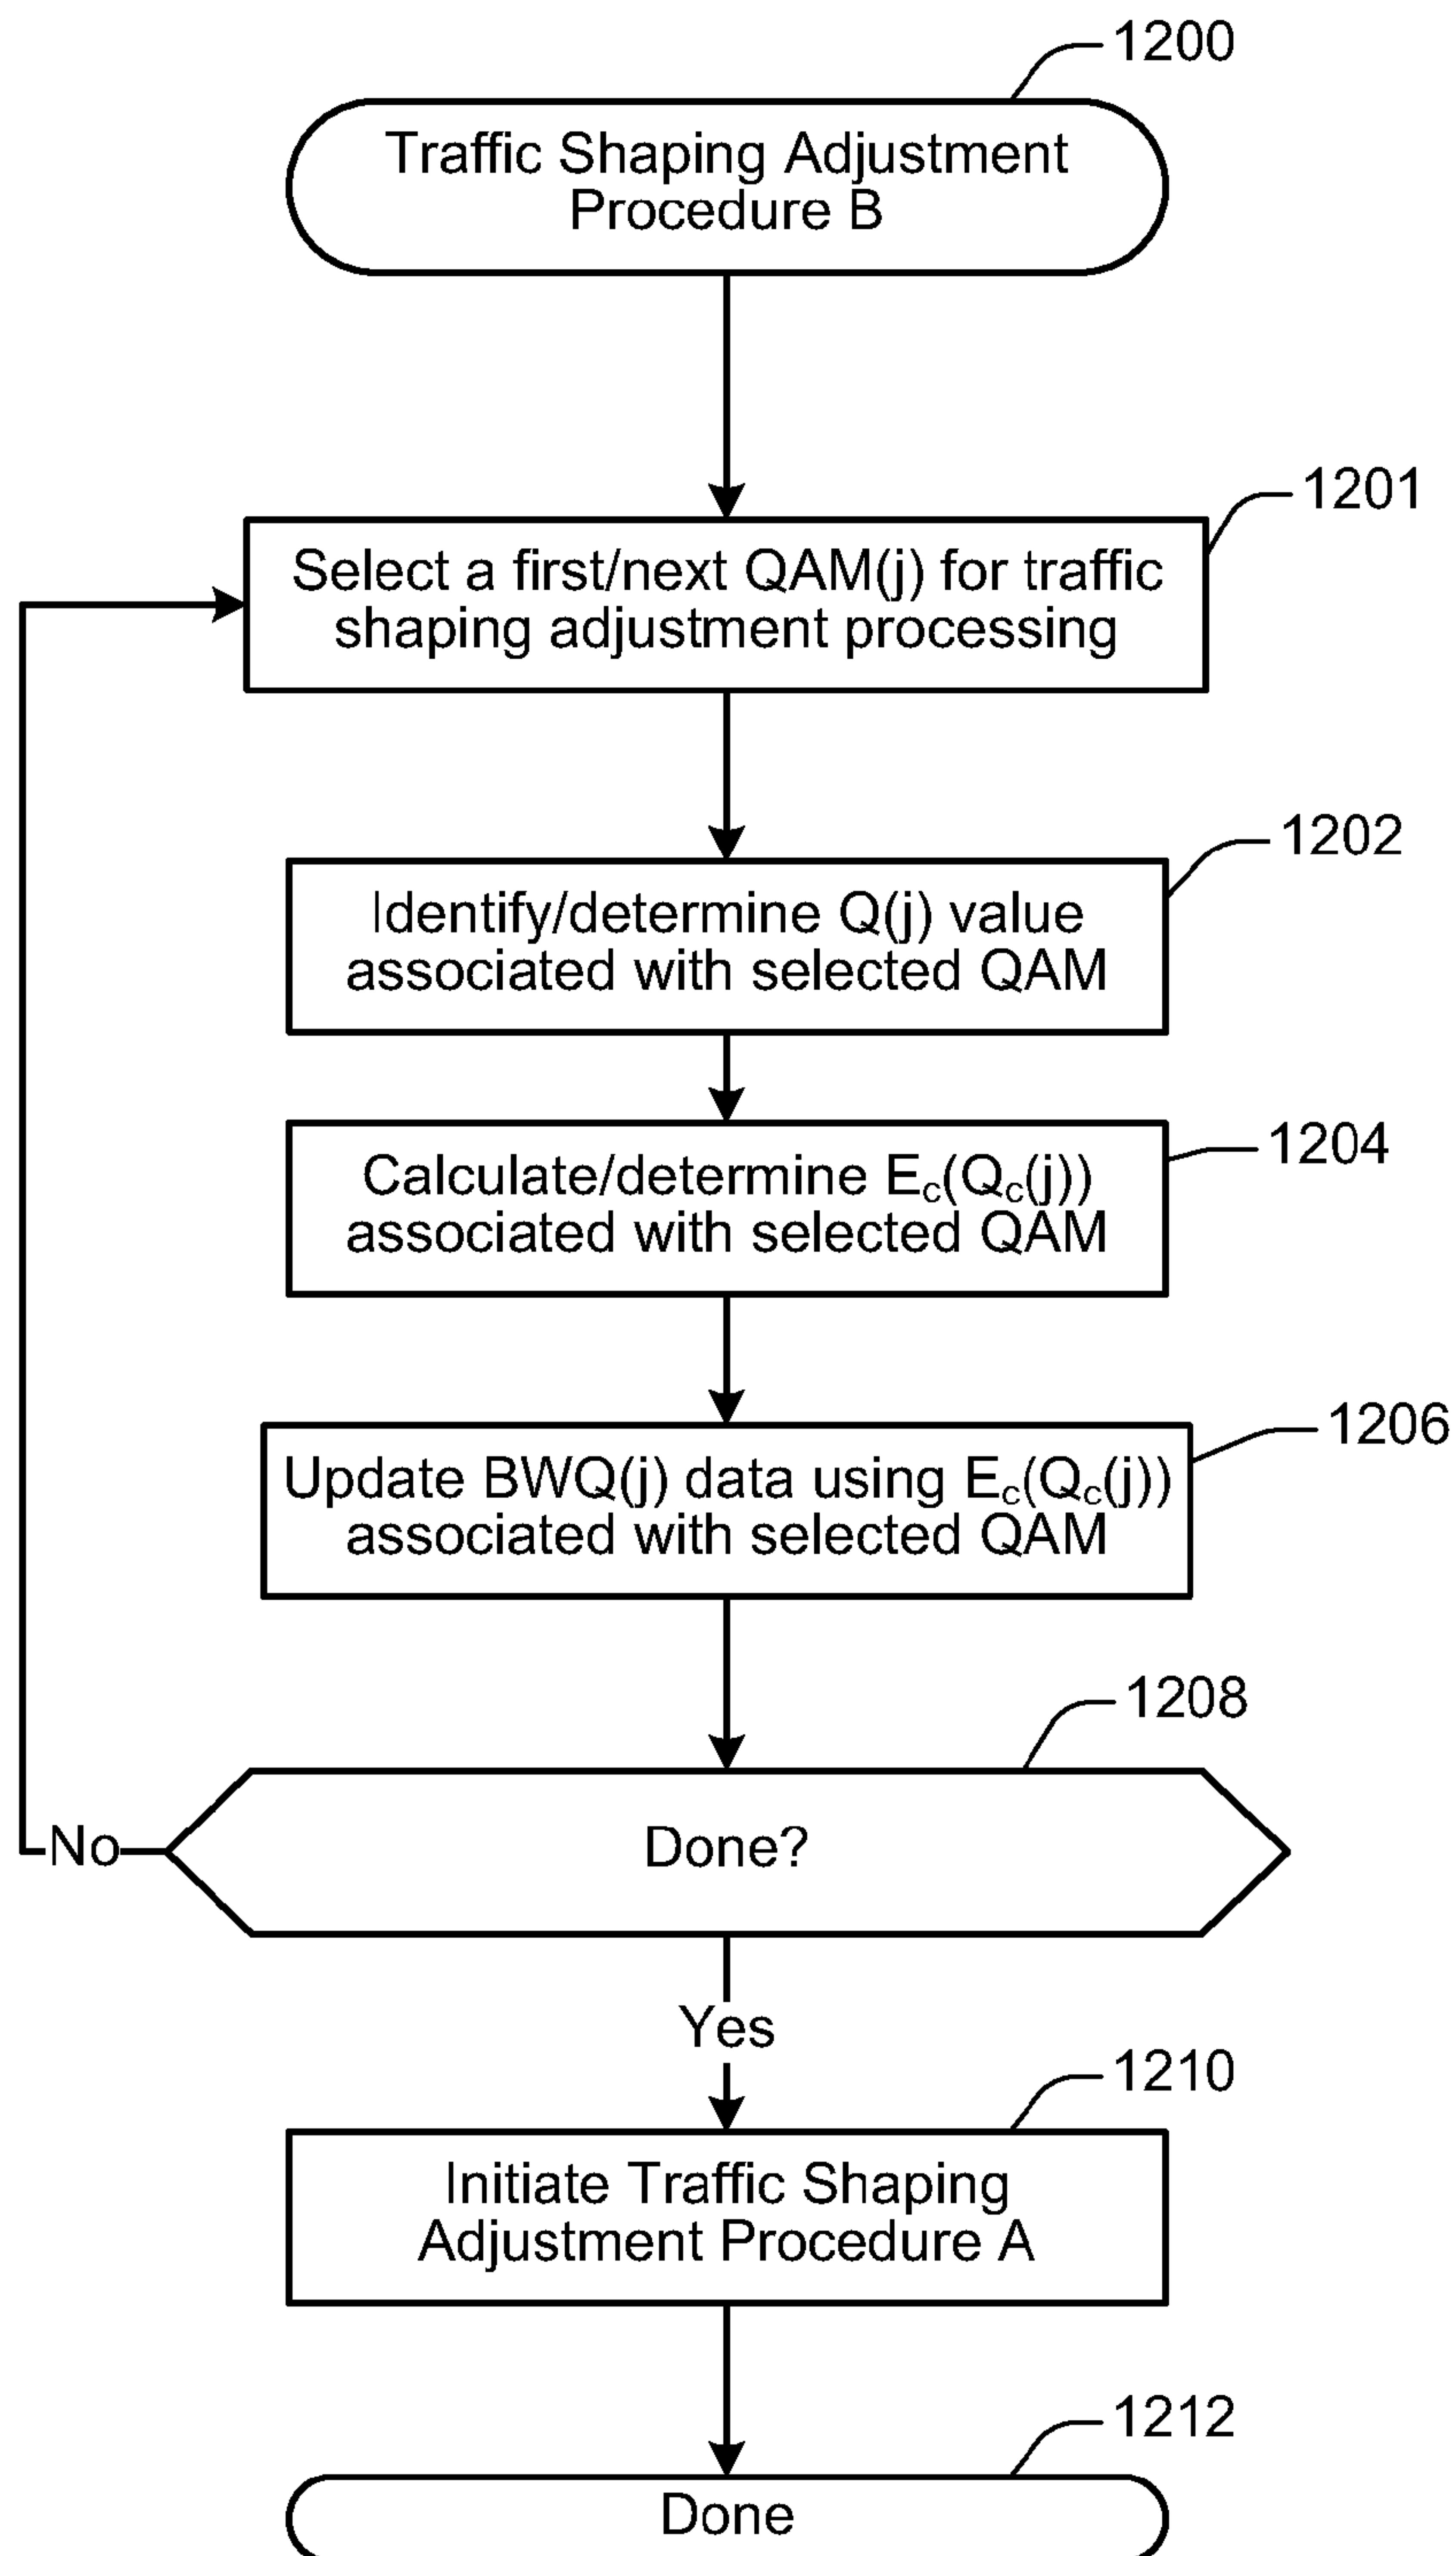 1200
Traffic Shaping Adjustment
Procedure B
1201
Select a first/next QAM(j) for traffic
shaping adjustment processing
1202
Identify/determine Q(j) value
associated with selected QAM
1204
Calculate/determine Ec(Qc(j))
associated with selected QAM
1206
Update BWQ(j) data using Ec(Qc(j))
associated with selected QAM
1208
Done?
No
Yes
1210
Initiate Traffic Shaping
Adjustment Procedure A
1212
Done